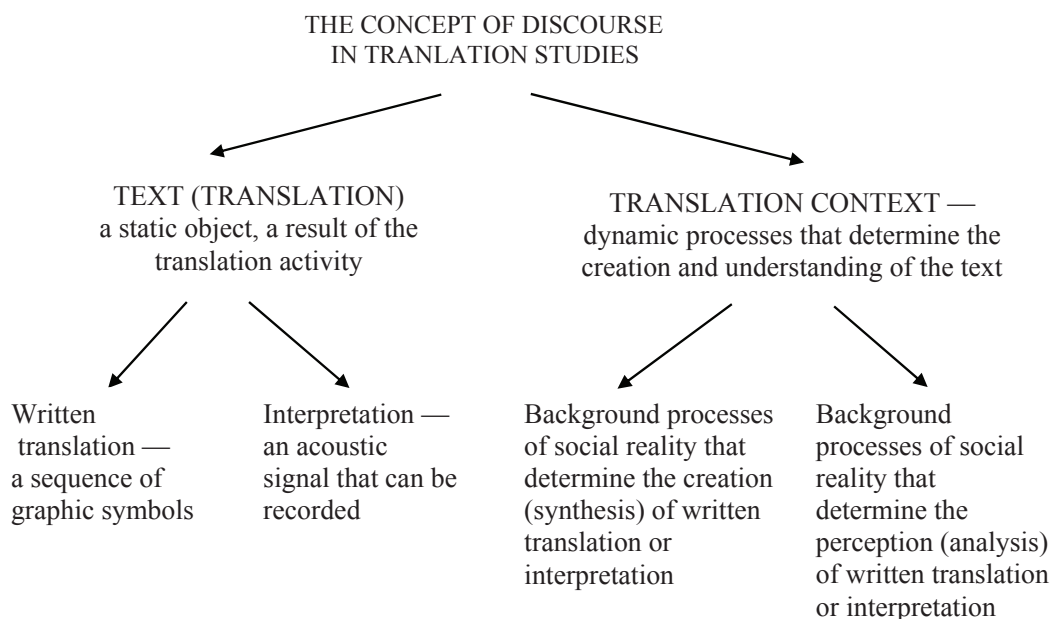 THE CONCEPT OF DISCOURSE
IN TRANLATION STUDIES
TEXT (TRANSLATION)
a static object, a result of the
translation activity
TRANSLATION CONTEXT —
dynamic processes that determine the
creation and understanding of the text
Written
translation —
a sequence of
graphic symbols
Interpretation —
an acoustic
signal that can be
recorded
Background processes
of social reality that
determine the creation
(synthesis) of written
translation or
interpretation
Background
processes of social
reality that
determine the
perception (analysis)
of written translation
or interpretation